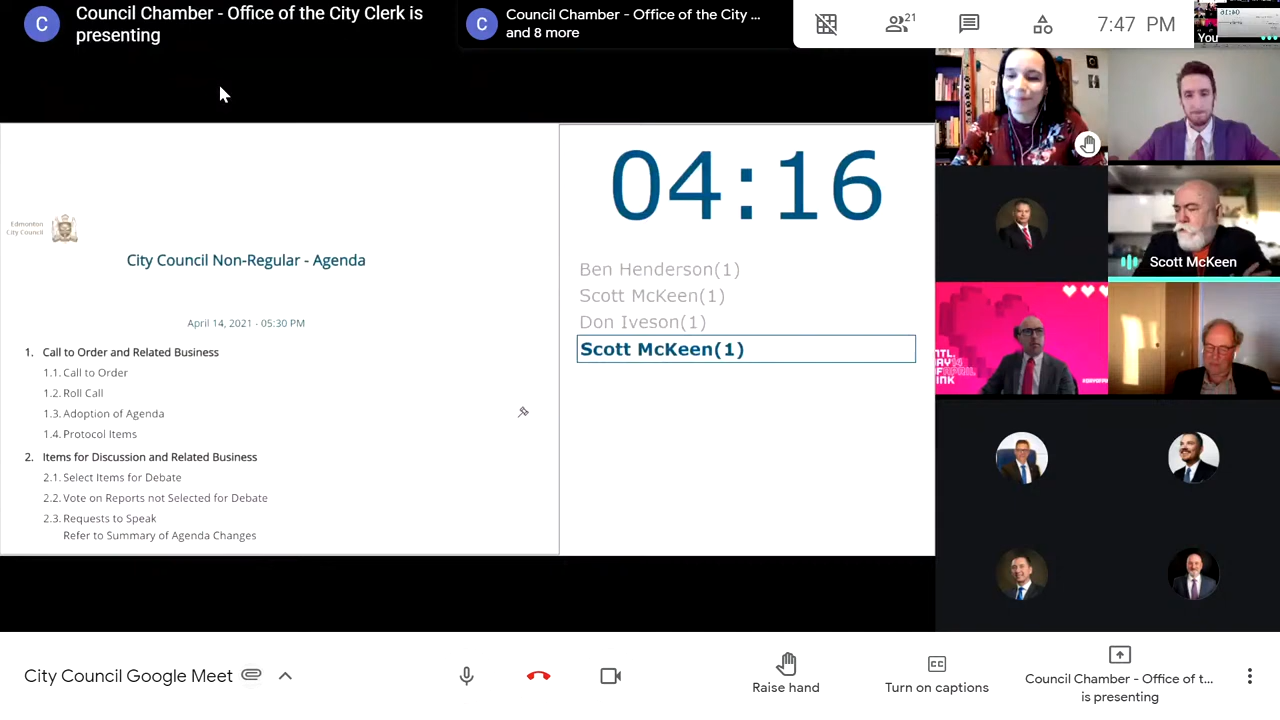 C
Council Chamber - Office of the City Clerk is
presenting
C
Council Chamber - Office of the City ...
and 8 more
21
7:47 PM
04:16
You
Edmonton
City Council
City Council Non-Regular - Agenda
April 14, 2021 - 05:30 PM
1. Call to Order and Related Business
1.1. Call to Order
1.2. Roll Call
1.3. Adoption of Agenda
1.4. Protocol Items
2. Items for Discussion and Related Business
2.1. Select Items for Debate
2.2. Vote on Reports not Selected for Debate
2.3. Requests to Speak
Refer to Summary of Agenda Changes
04:16
Ben Henderson(1)
Scott McKeen(1)
Don Iveson(1)
Scott McKeen(1)
Scott McKeen
City Council Google Meet
Raise hand
Turn on captions
Council Chamber - Office of t...
is presenting